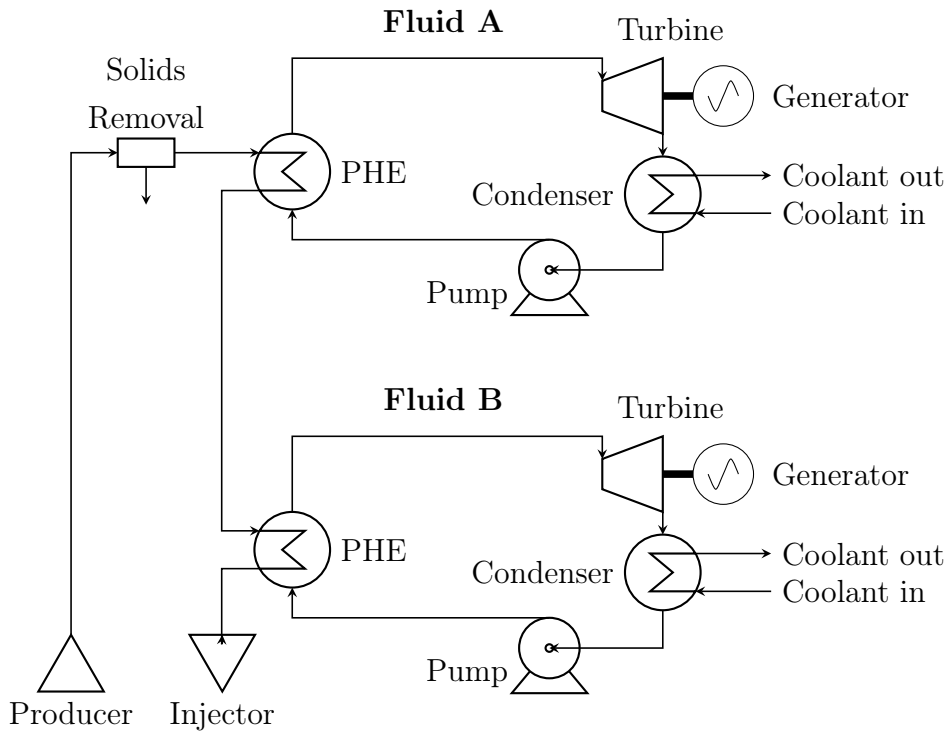 Fluid A
Turbine
Solids
Removal
Generator
PHE
Condenser
Coolant out
Coolant in
Pump
Fluid B
Turbine
Generator
PHE
Condenser
Coolant out
Coolant in
Pump
Producer
Injector